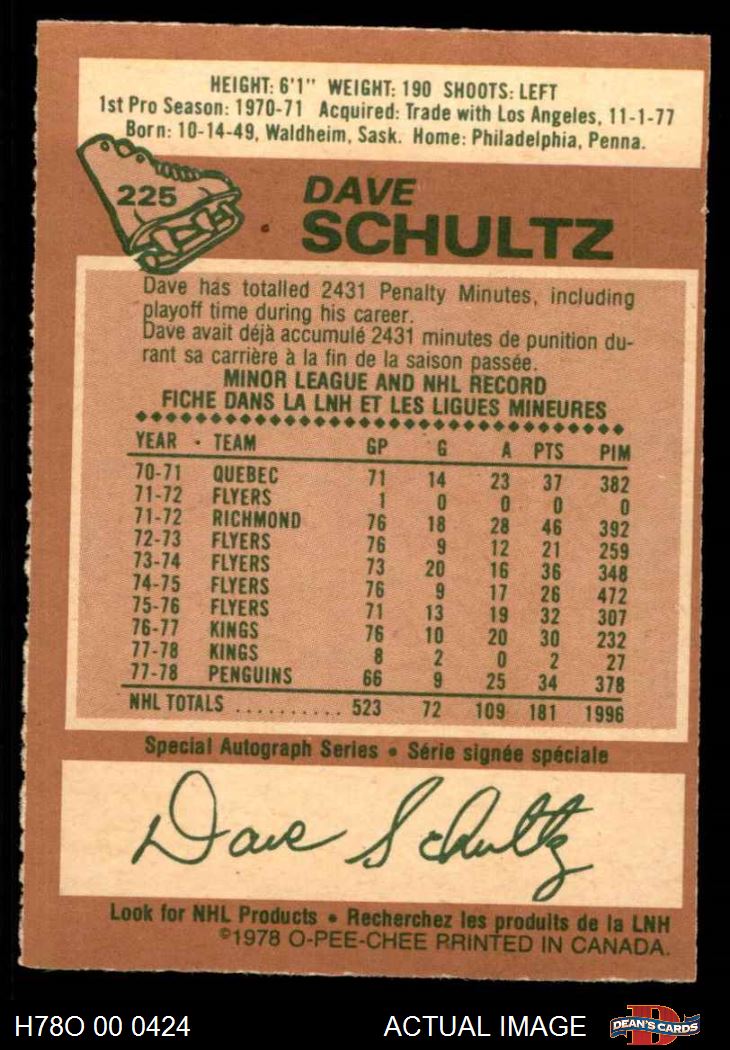 HEIGHT: 6'1" WEIGHT: 190 SHOOTS: LEFT
1st Pro Season: 1970-71 Acquired: Trade with Los Angeles, 11-1-77
Born: 10-14-49, Waldheim, Sask. Home: Philadelphia, Penna.
225
DAVE
SCHULTZ
Dave has totalled 2431 Penalty Minutes, including
playoff time during his career.
Dave avait déjà accumulé 2431 minutes de punition du-
rant sa carrière à la fin de la saison passée.
MINOR LEAGUE AND NHL RECORD
FICHE DANS LA LNH ET LES LIGUES MINEURES
YEAR • TEAM GP G A PTS PIM
70-71 QUEBEC 71 14 23 37 382
71-72 FLYERS 1 0 0 0 0
71-72 RICHMOND 76 18 28 46 392
72-73 FLYERS 76 9 12 21 259
73-74 FLYERS 73 20 16 36 348
74-75 FLYERS 76 9 17 26 472
75-76 FLYERS 71 13 19 32 307
76-77 KINGS 76 10 20 30 232
77-78 KINGS 8 2 0 2 27
77-78 PENGUINS 66 9 25 34 378
NHL TOTALS .......... 523 72 109 181 1996
Special Autograph Series • Série signée spéciale
Dave Schultz
Look for NHL Products • Recherchez les produits de la LNH
©1978 O-PEE-CHEE PRINTED IN CANADA.
H78O 00 0424 ACTUAL IMAGE D DEAN'S CARDS